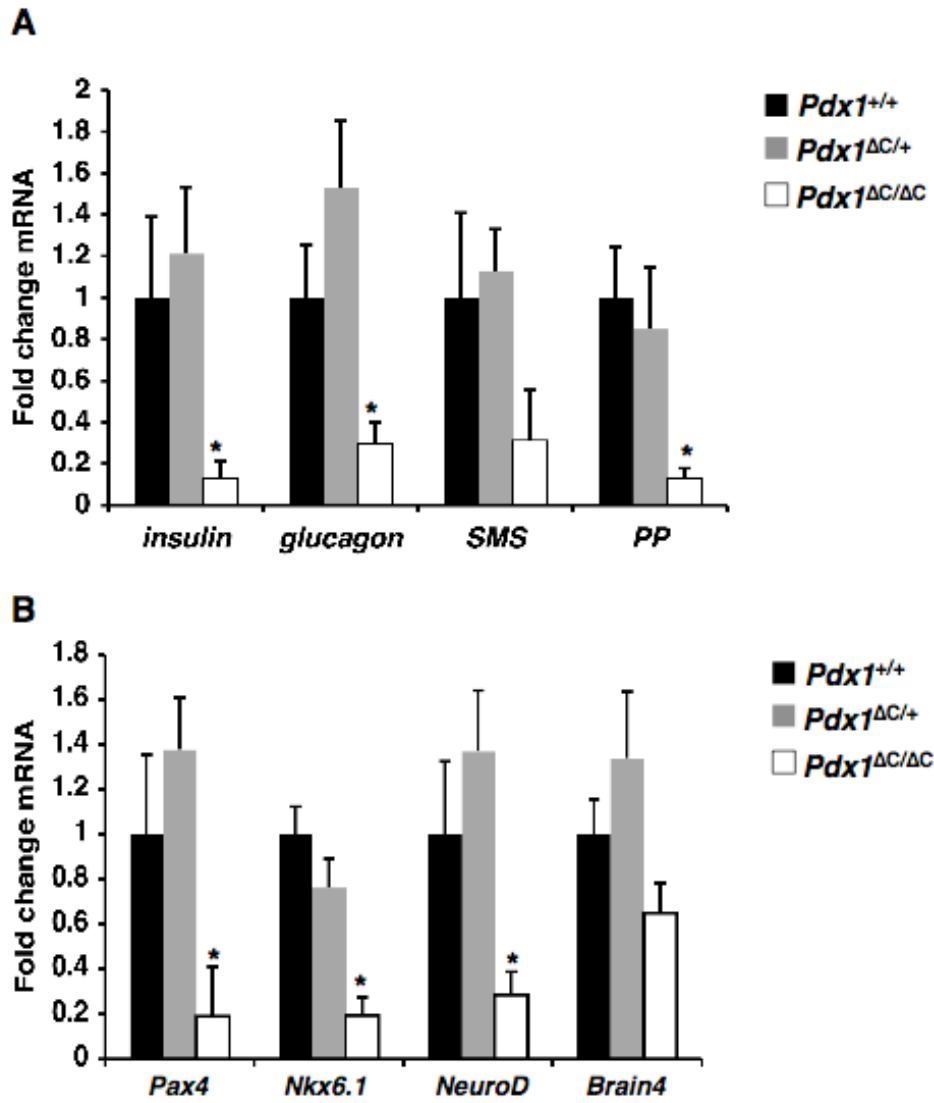 A
Fold change mRNA
2
1.8
1.6
1.4
1.2
1
0.8
0.6
0.4
0.2
0
* * *
insulin glucagon SMS PP
Pdx1+/+
Pdx1ΔC/+
Pdx1ΔC/ΔC
B
Fold change mRNA
1.8
1.6
1.4
1.2
1
0.8
0.6
0.4
0.2
0
* * *
Pax4 Nkx6.1 NeuroD Brain4
Pdx1+/+
Pdx1ΔC/+
Pdx1ΔC/ΔC